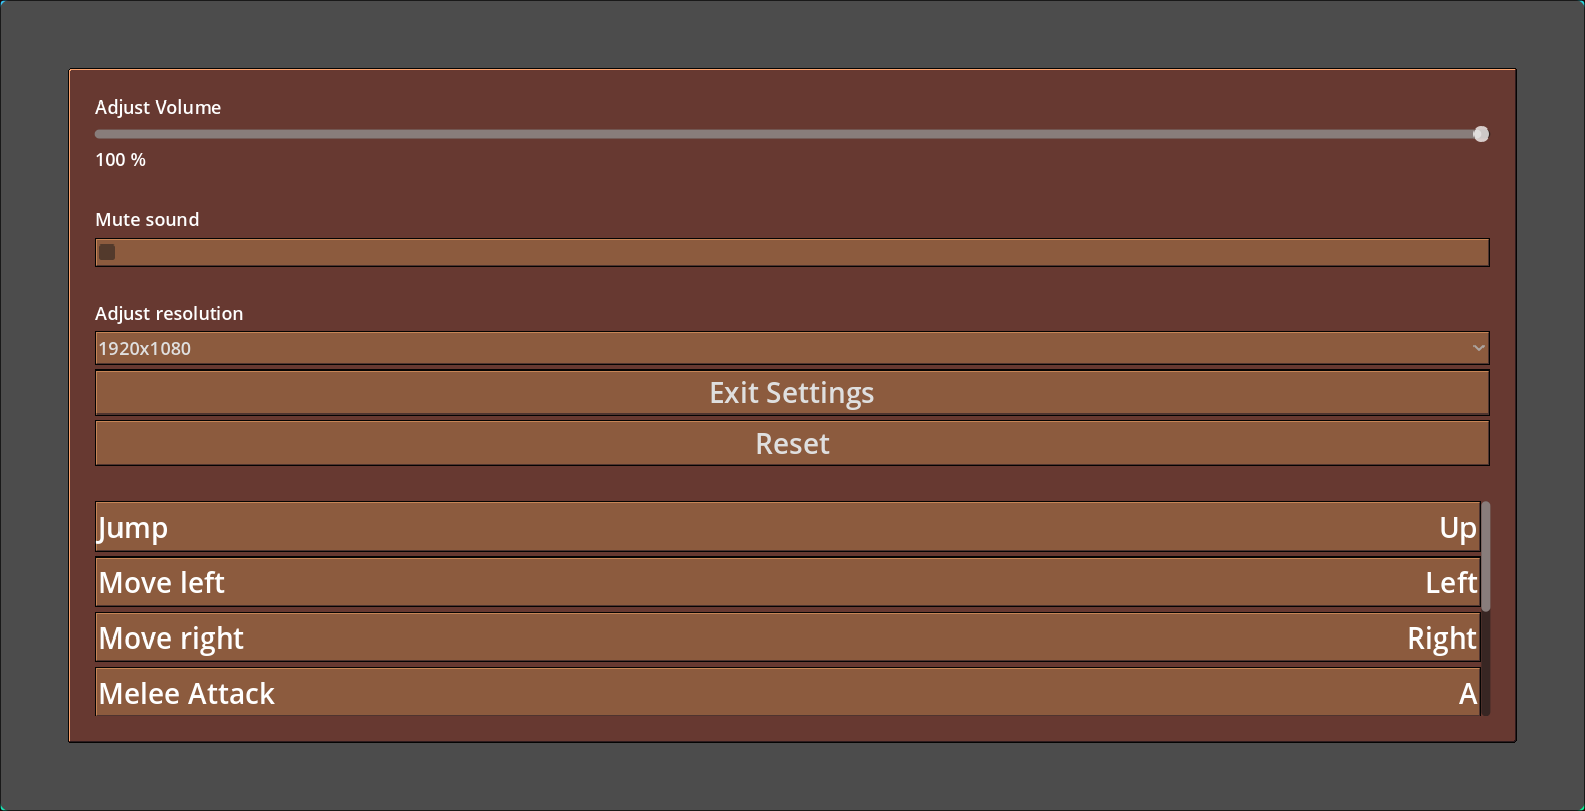 Adjust Volume
100 %
Mute sound
Adjust resolution
1920x1080
Exit Settings
Reset
Jump Up
Move left Left
Move right Right
Melee Attack A